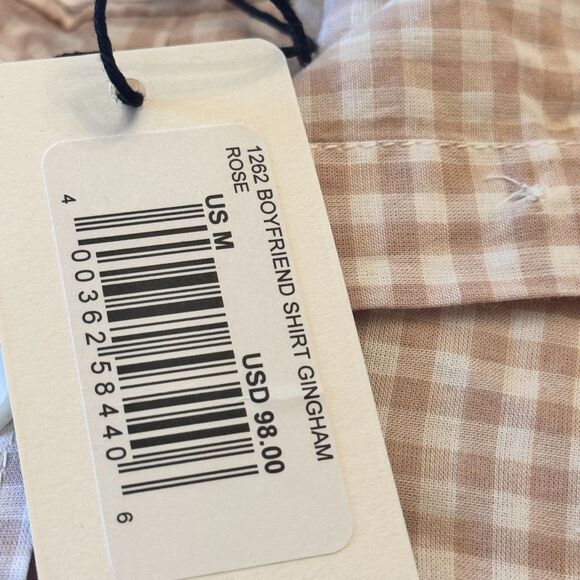 1262 BOYFRIEND SHIRT GINGHAM
ROSE
US M
USD 98.00
4 00362 58440 6